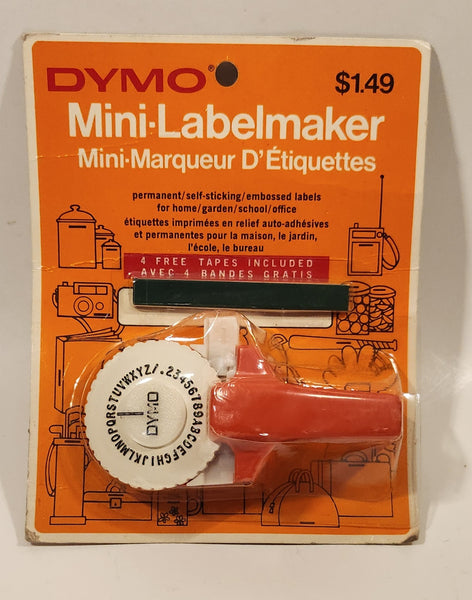 DYMO®
$1.49
Mini-Labelmaker
Mini-Marqueur D'Étiquettes
permanent/self-sticking/embossed labels
for home/garden/school/office
étiquettes imprimées en relief auto-adhésives
et permanentes pour la maison, le jardin,
l'école, le bureau
4 FREE TAPES INCLUDED
AVEC 4 BANDES GRATIS
ABCDEFGHIJKLMNOPQRSTUVWXYZ/.23456789
DYMO